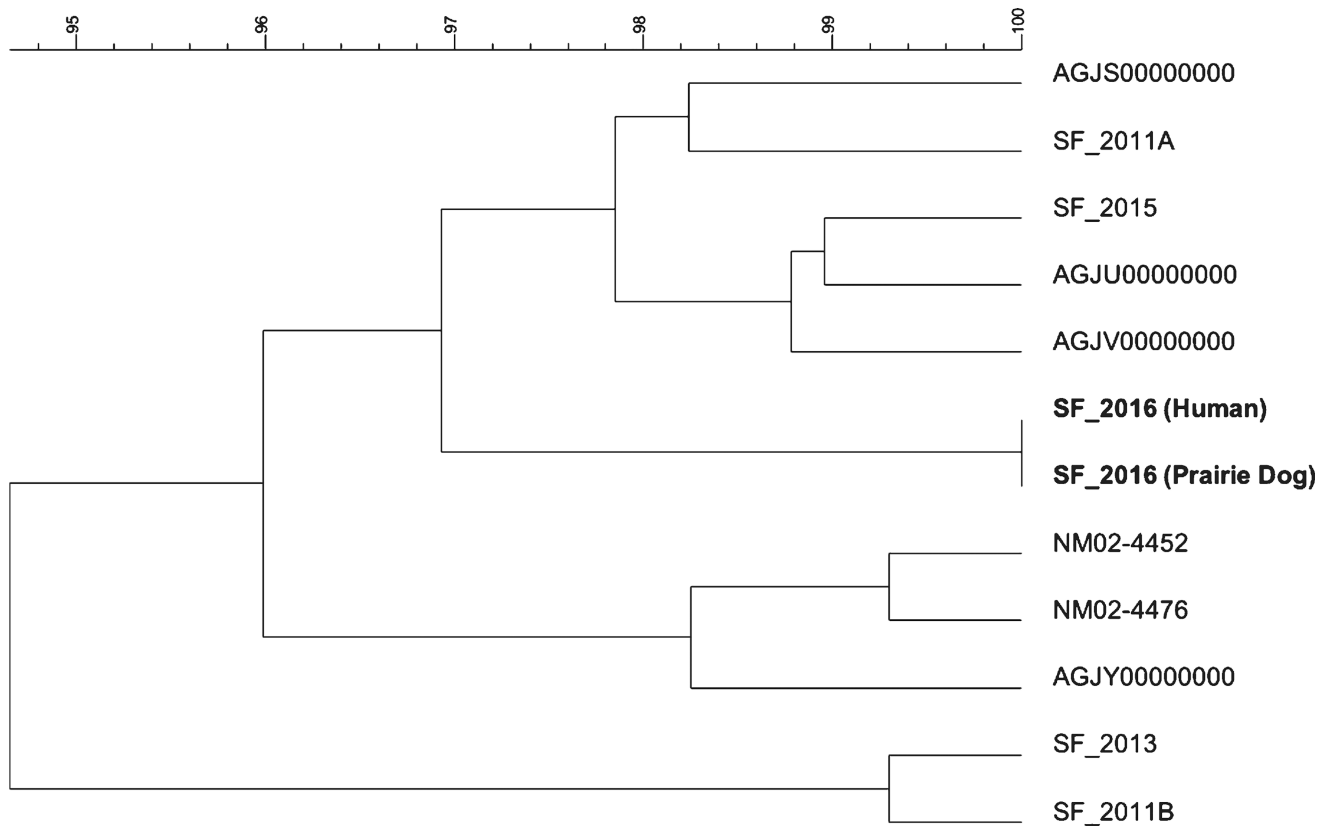 95 96 97 98 99 100
AGJS00000000
SF_2011A
SF_2015
AGJU00000000
AGJV00000000
SF_2016 (Human)
SF_2016 (Prairie Dog)
NM02-4452
NM02-4476
AGJY00000000
SF_2013
SF_2011B